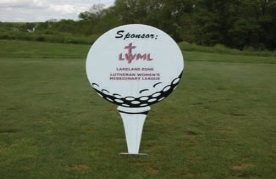 Sponsor:
LWML
LAKELAND ZONE
LUTHERAN WOMEN'S
MISSIONARY LEAGUE